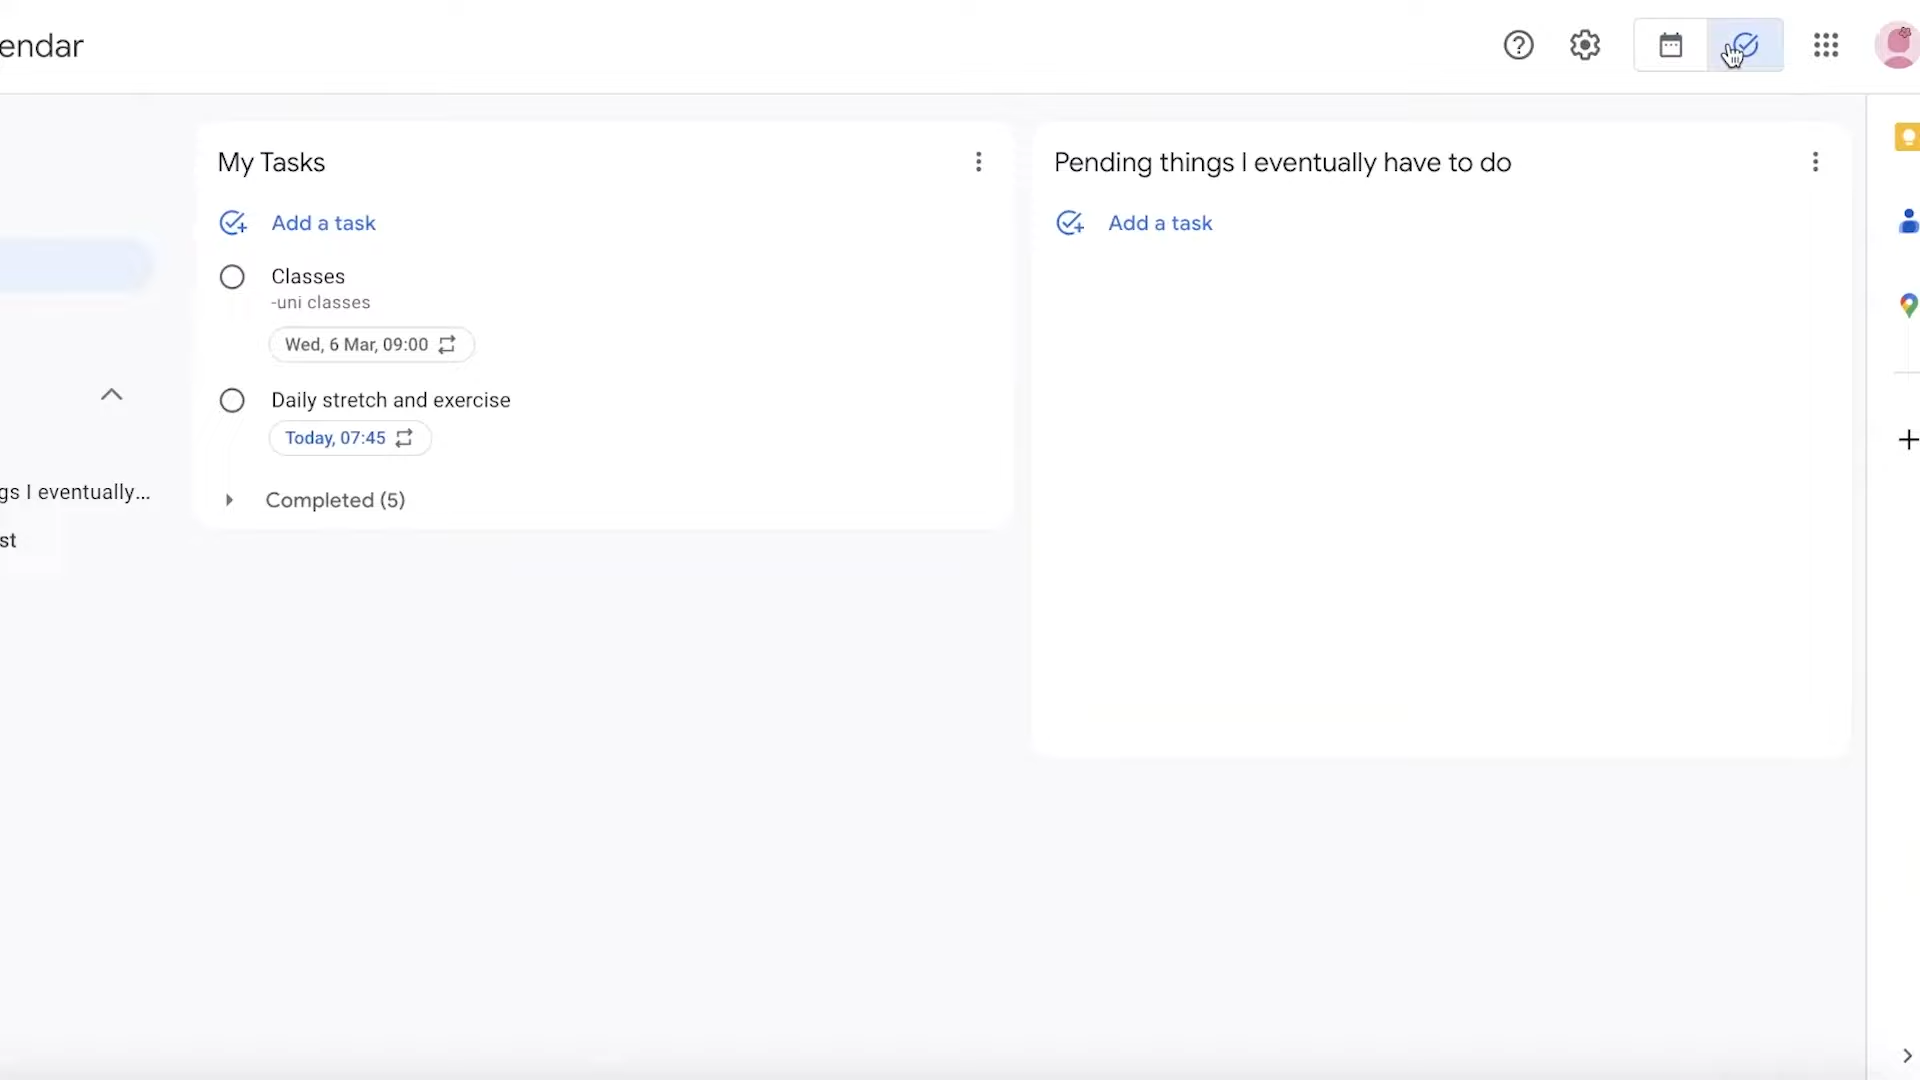 endar
My Tasks
Add a task
Classes
-uni classes
Wed, 6 Mar, 09:00
Daily stretch and exercise
Today, 07:45
Completed (5)
Pending things I eventually have to do
Add a task
gs I eventually...
st